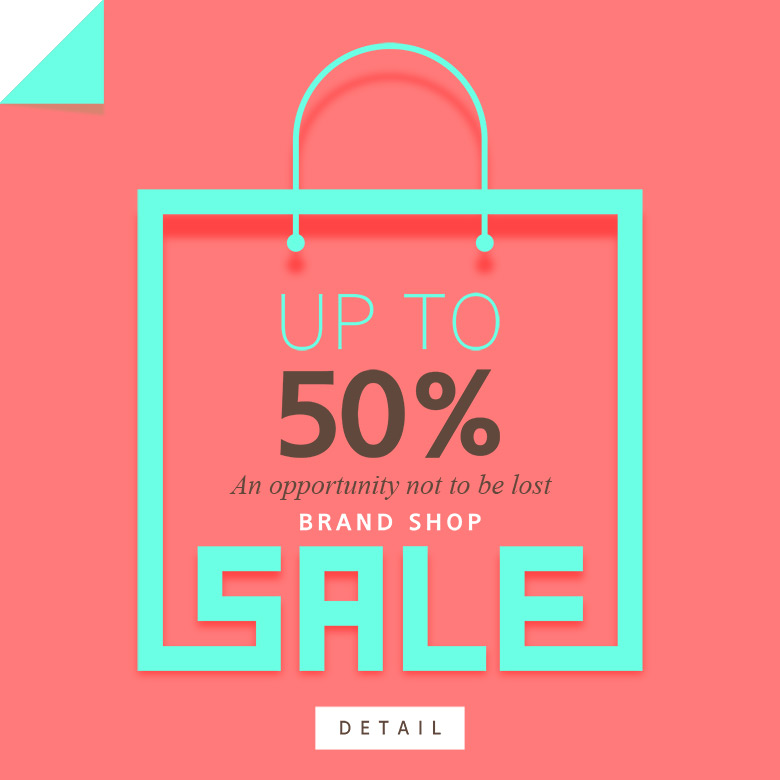 UP TO
50%
An opportunity not to be lost
BRAND SHOP
SALE
DETAIL